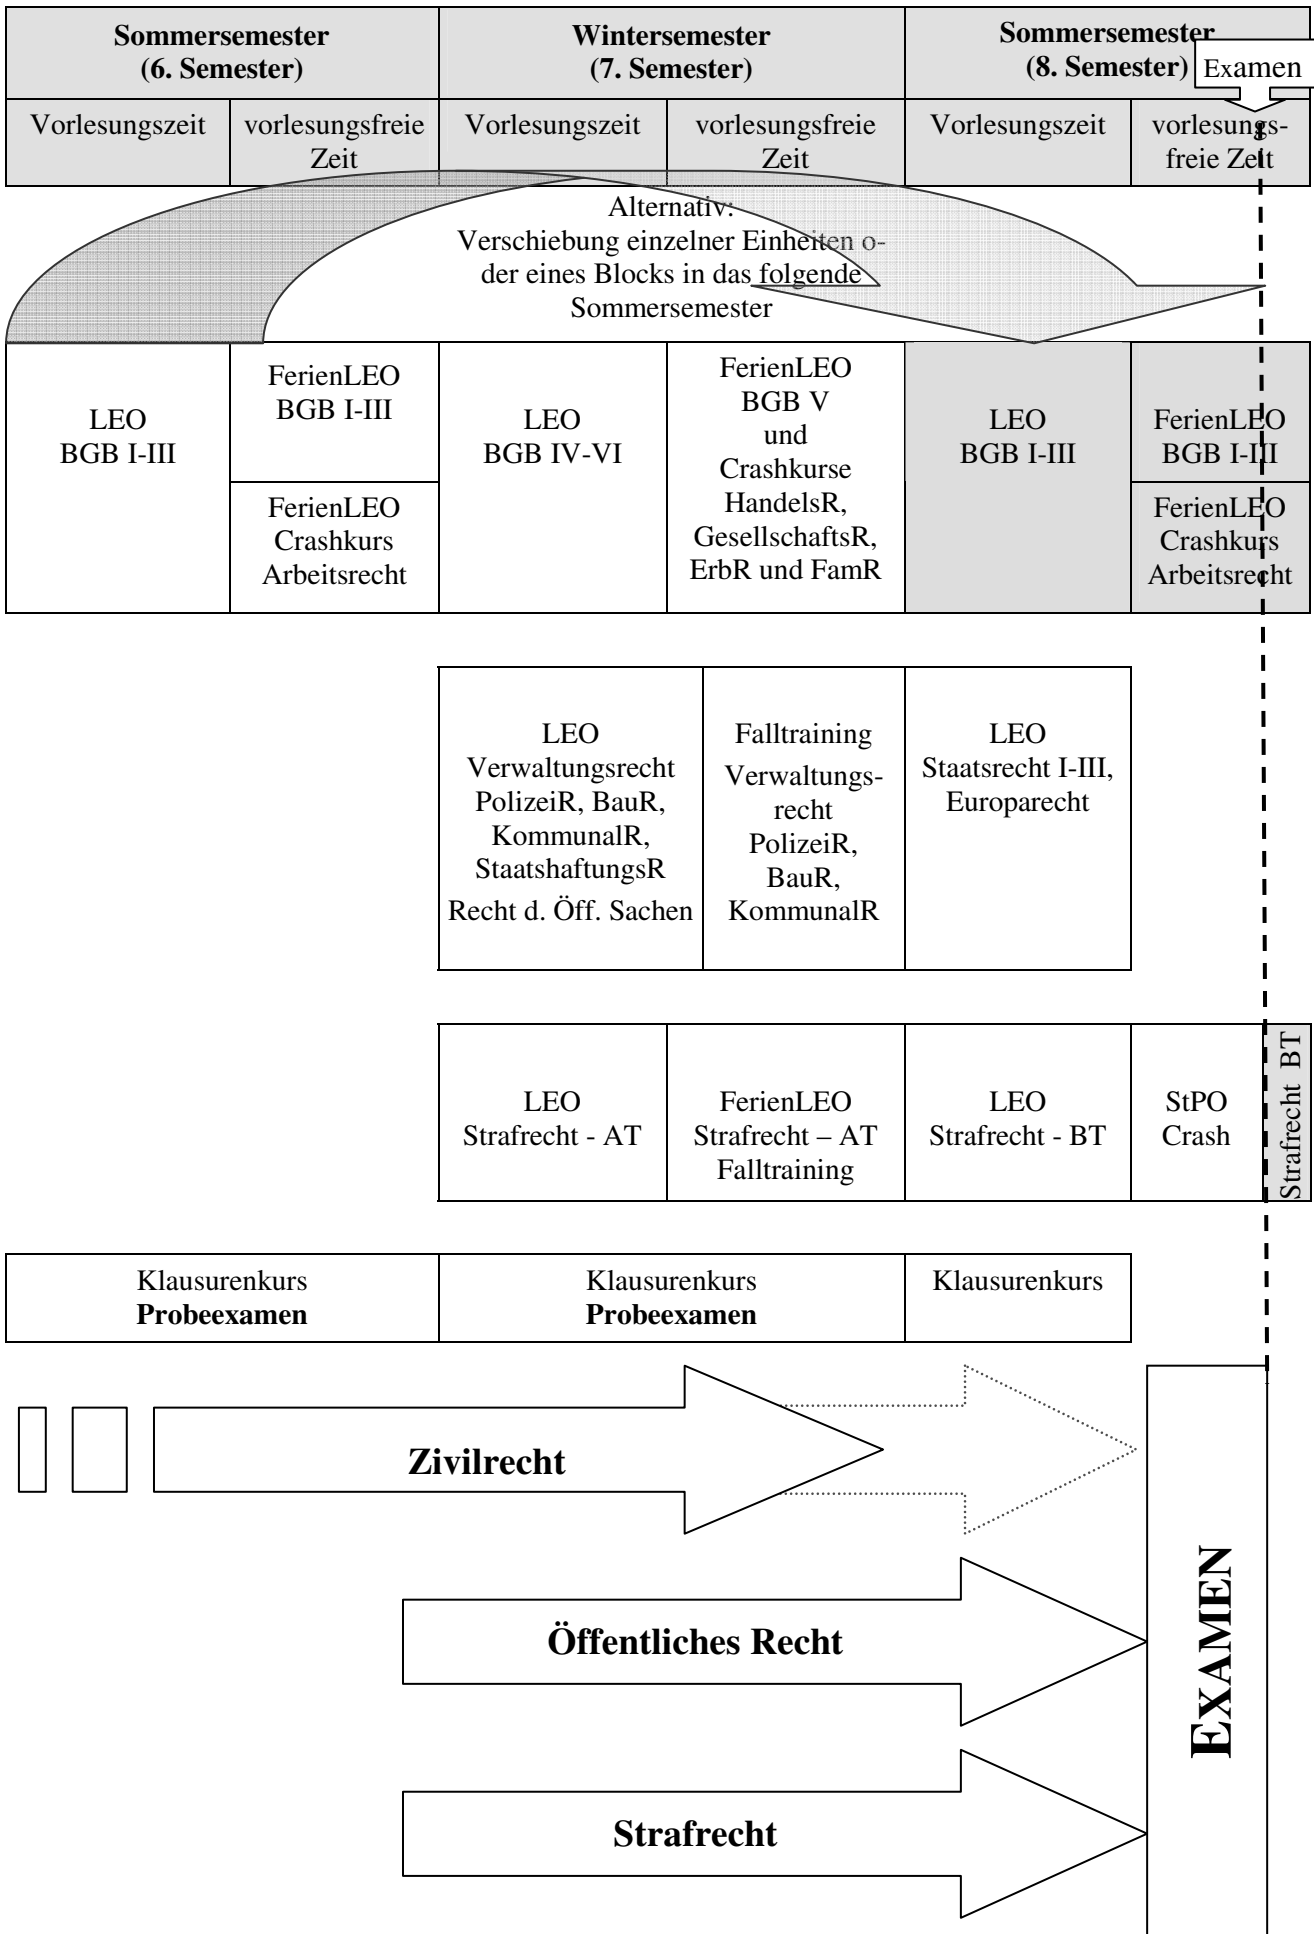 Sommersemester
(6. Semester)
Wintersemester
(7. Semester)
Sommersemester
(8. Semester)
Examen
Vorlesungszeit
vorlesungsfreie
Zeit
Vorlesungszeit
vorlesungsfreie
Zeit
Vorlesungszeit
vorlesungs-
freie Zeit
Alternativ:
Verschiebung einzelner Einheiten o-
der eines Blocks in das folgende
Sommersemester
LEO
BGB I-III
FerienLEO
BGB I-III
FerienLEO
Crashkurs
Arbeitsrecht
LEO
BGB IV-VI
FerienLEO
BGB V
und
Crashkurse
HandelsR,
GesellschaftsR,
ErbR und FamR
LEO
BGB I-III
FerienLEO
BGB I-III
FerienLEO
Crashkurs
Arbeitsrecht
LEO
Verwaltungsrecht
PolizeiR, BauR,
KommunalR,
StaatshaftungsR
Recht d. Öff. Sachen
Falltraining
Verwaltungs-
recht
PolizeiR,
BauR,
KommunalR
LEO
Staatsrecht I-III,
Europarecht
LEO
Strafrecht - AT
FerienLEO
Strafrecht – AT
Falltraining
LEO
Strafrecht - BT
StPO
Crash
Strafrecht BT
Klausurenkurs
Probeexamen
Klausurenkurs
Probeexamen
Klausurenkurs
Zivilrecht
Öffentliches Recht
Strafrecht
EXAMEN